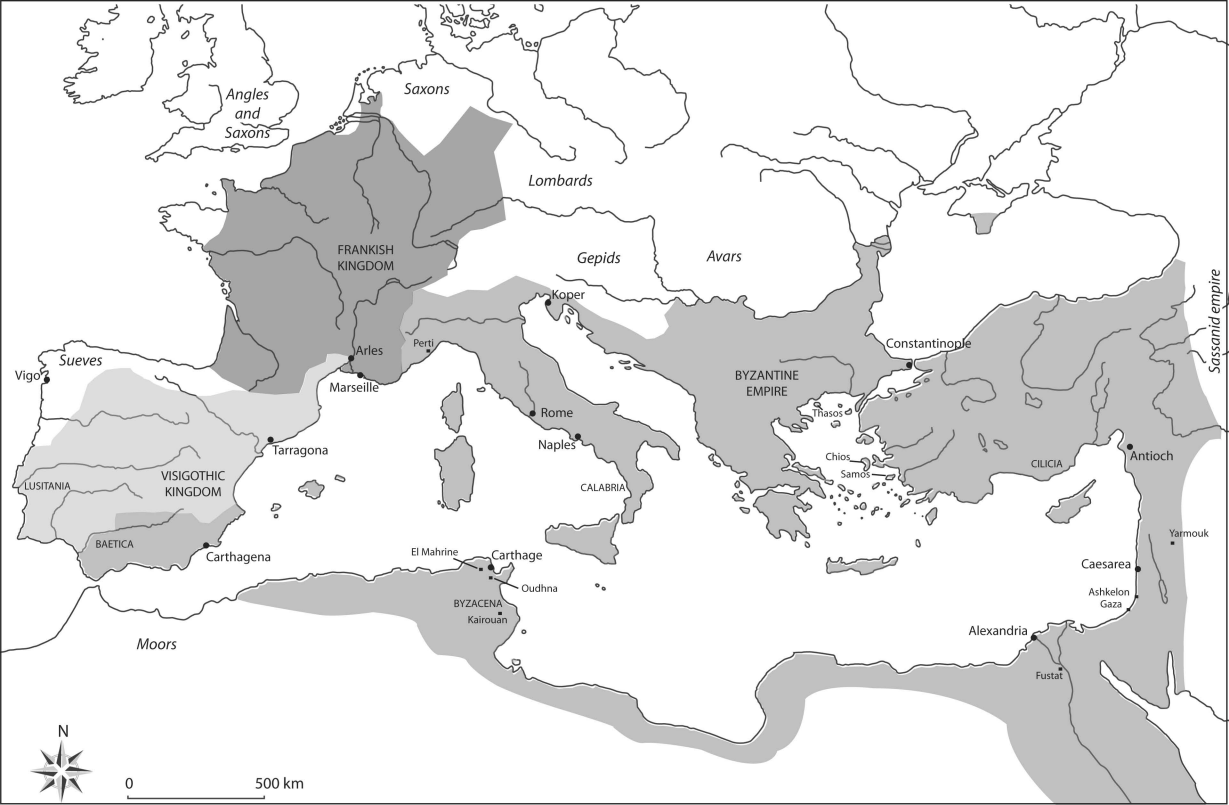 Saxons
Angles
and
Saxons
Lombards
FRANKISH
KINGDOM
Gepids
Avars
Koper
Sassanid empire
Constantinople
Perti
Arles
Marseille
Sueves
Vigo
BYZANTINE
EMPIRE
Thasos
Rome
Naples
Tarragona
Chios
Samos
CILICIA
Antioch
LUSITANIA
VISIGOTHIC
KINGDOM
CALABRIA
BAETICA
Carthagena
Yarmouk
El Mahrine
Carthage
Oudhna
Caesarea
Ashkelon
Gaza
BYZACENA
Kairouan
Alexandria
Moors
Fustat
N
0
500 km